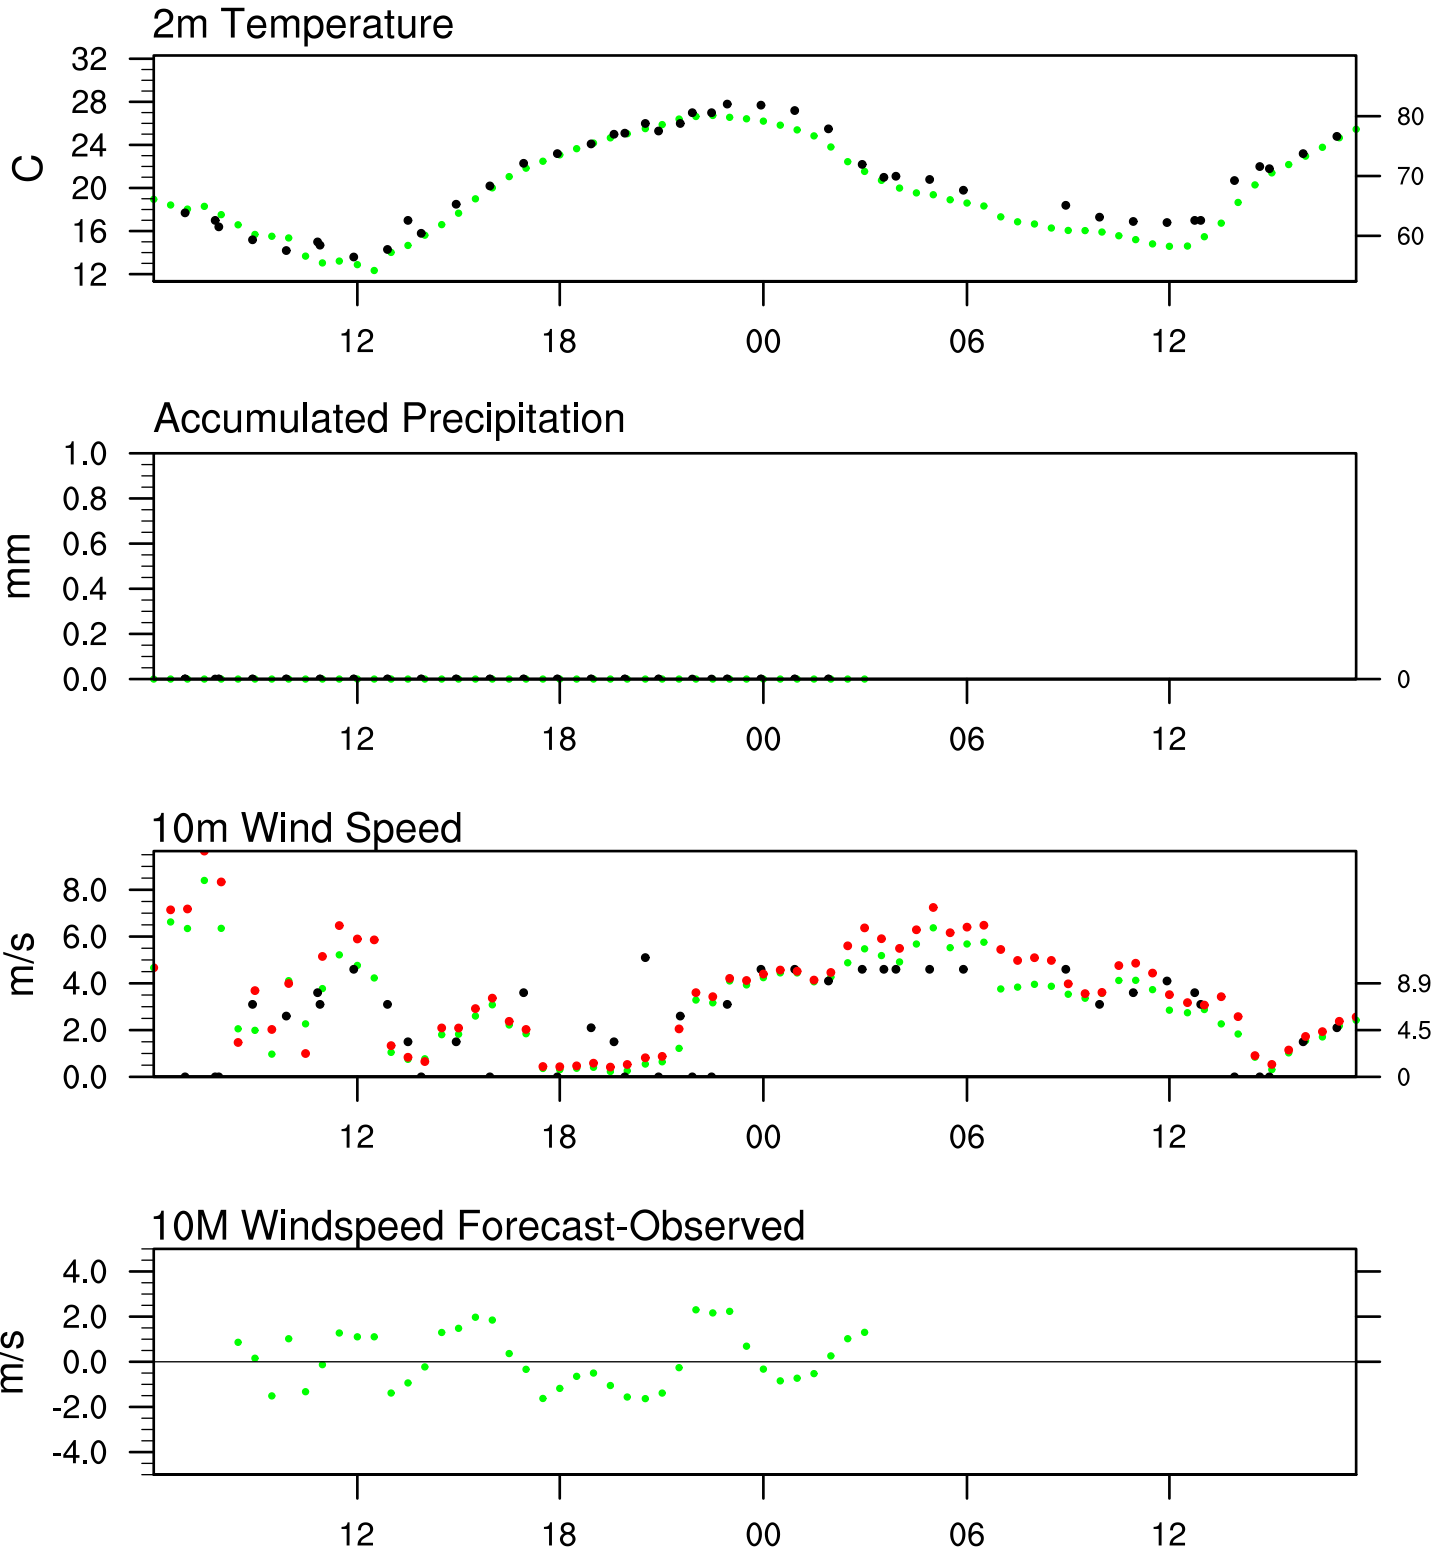 2m Temperature
32
28
24
20
16
12
C
80
70
60
12 18 00 06 12
Accumulated Precipitation
1.0
0.8
0.6
0.4
0.2
0.0
mm
0
12 18 00 06 12
10m Wind Speed
8.0
6.0
4.0
2.0
0.0
m/s
8.9
4.5
0
12 18 00 06 12
10M Windspeed Forecast-Observed
4.0
2.0
0.0
-2.0
-4.0
m/s
12 18 00 06 12